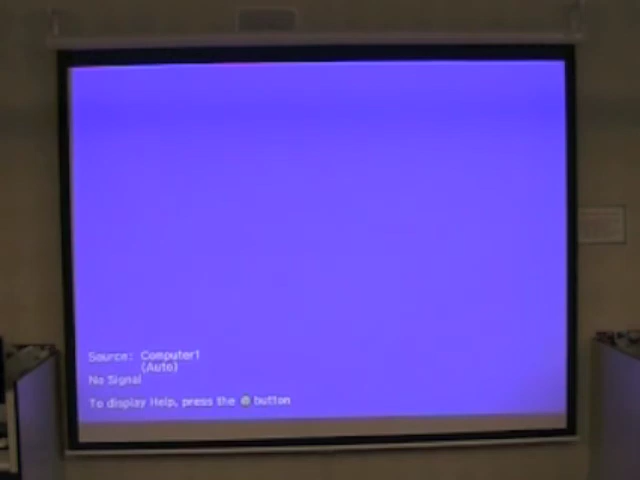 Source: Computer1
(Auto)
No Signal
To display Help, press the button